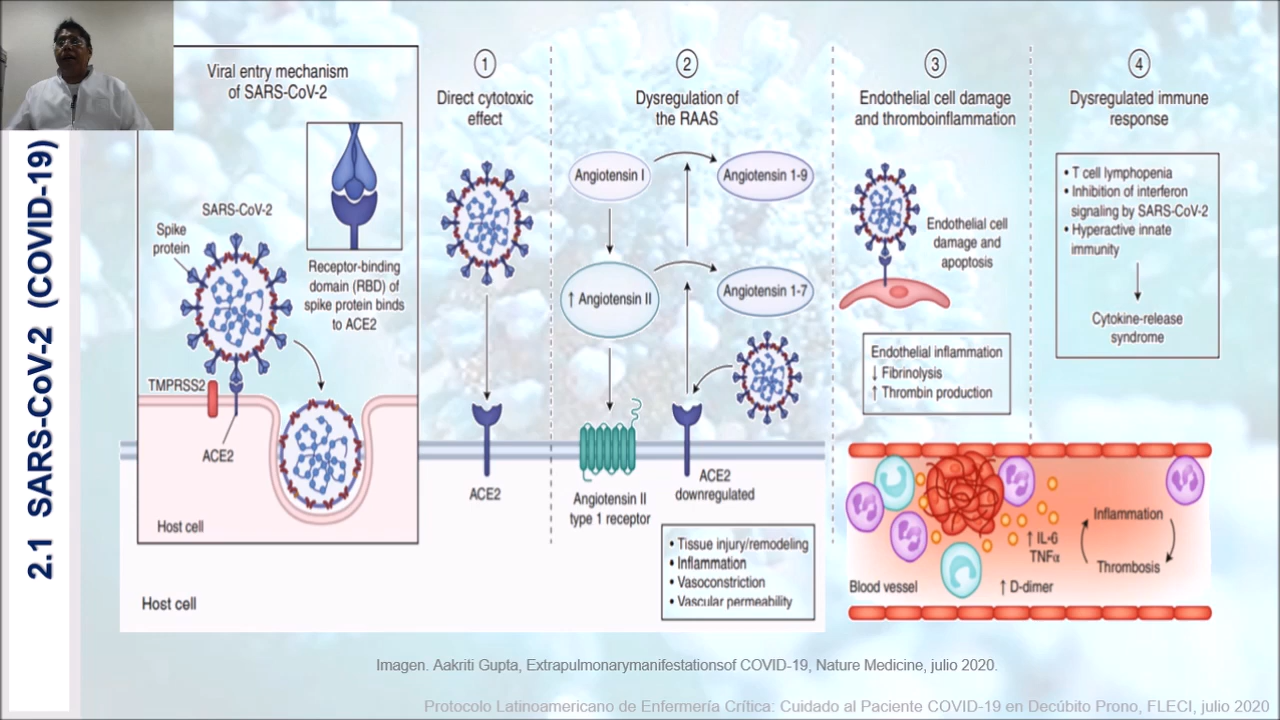 2.1 SARS-CoV-2 (COVID-19)
Viral entry mechanism
of SARS-CoV-2
SARS-CoV-2
Spike
protein
Receptor-binding
domain (RBD) of
spike protein binds
to ACE2
TMPRSS2
ACE2
Host cell
Host cell
1
Direct cytotoxic
effect
ACE2
2
Dysregulation of
the RAAS
Angiotensin I
Angiotensin 1-9
↑ Angiotensin II
Angiotensin 1-7
Angiotensin II
type 1 receptor
ACE2
downregulated
• Tissue injury/remodeling
• Inflammation
• Vasoconstriction
• Vascular permeability
3
Endothelial cell damage
and thromboinflammation
Endothelial cell
damage and
apoptosis
Endothelial inflammation
↓ Fibrinolysis
↑ Thrombin production
4
Dysregulated immune
response
• T cell lymphopenia
• Inhibition of interferon
signaling by SARS-CoV-2
• Hyperactive innate
immunity
Cytokine-release
syndrome
Blood vessel
↑ IL-6
TNFα
↑ D-dimer
Inflammation
Thrombosis
Imagen. Aakriti Gupta, Extrapulmonarymanifestationsof COVID-19, Nature Medicine, julio 2020.
Protocolo Latinoamericano de Enfermería Crítica: Cuidado al Paciente COVID-19 en Decúbito Prono, FLECI, julio 2020